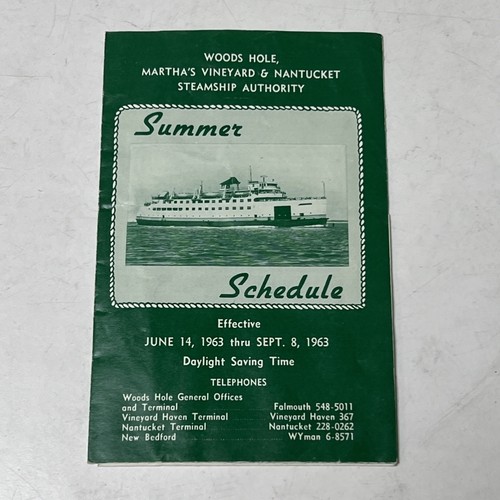 WOODS HOLE,
MARTHA'S VINEYARD & NANTUCKET
STEAMSHIP AUTHORITY
Summer
Schedule
Effective
JUNE 14, 1963 thru SEPT. 8, 1963
Daylight Saving Time
TELEPHONES
Woods Hole General Offices
and Terminal Falmouth 548-5011
Vineyard Haven Terminal Vineyard Haven 367
Nantucket Terminal Nantucket 228-0262
New Bedford WYman 6-8571